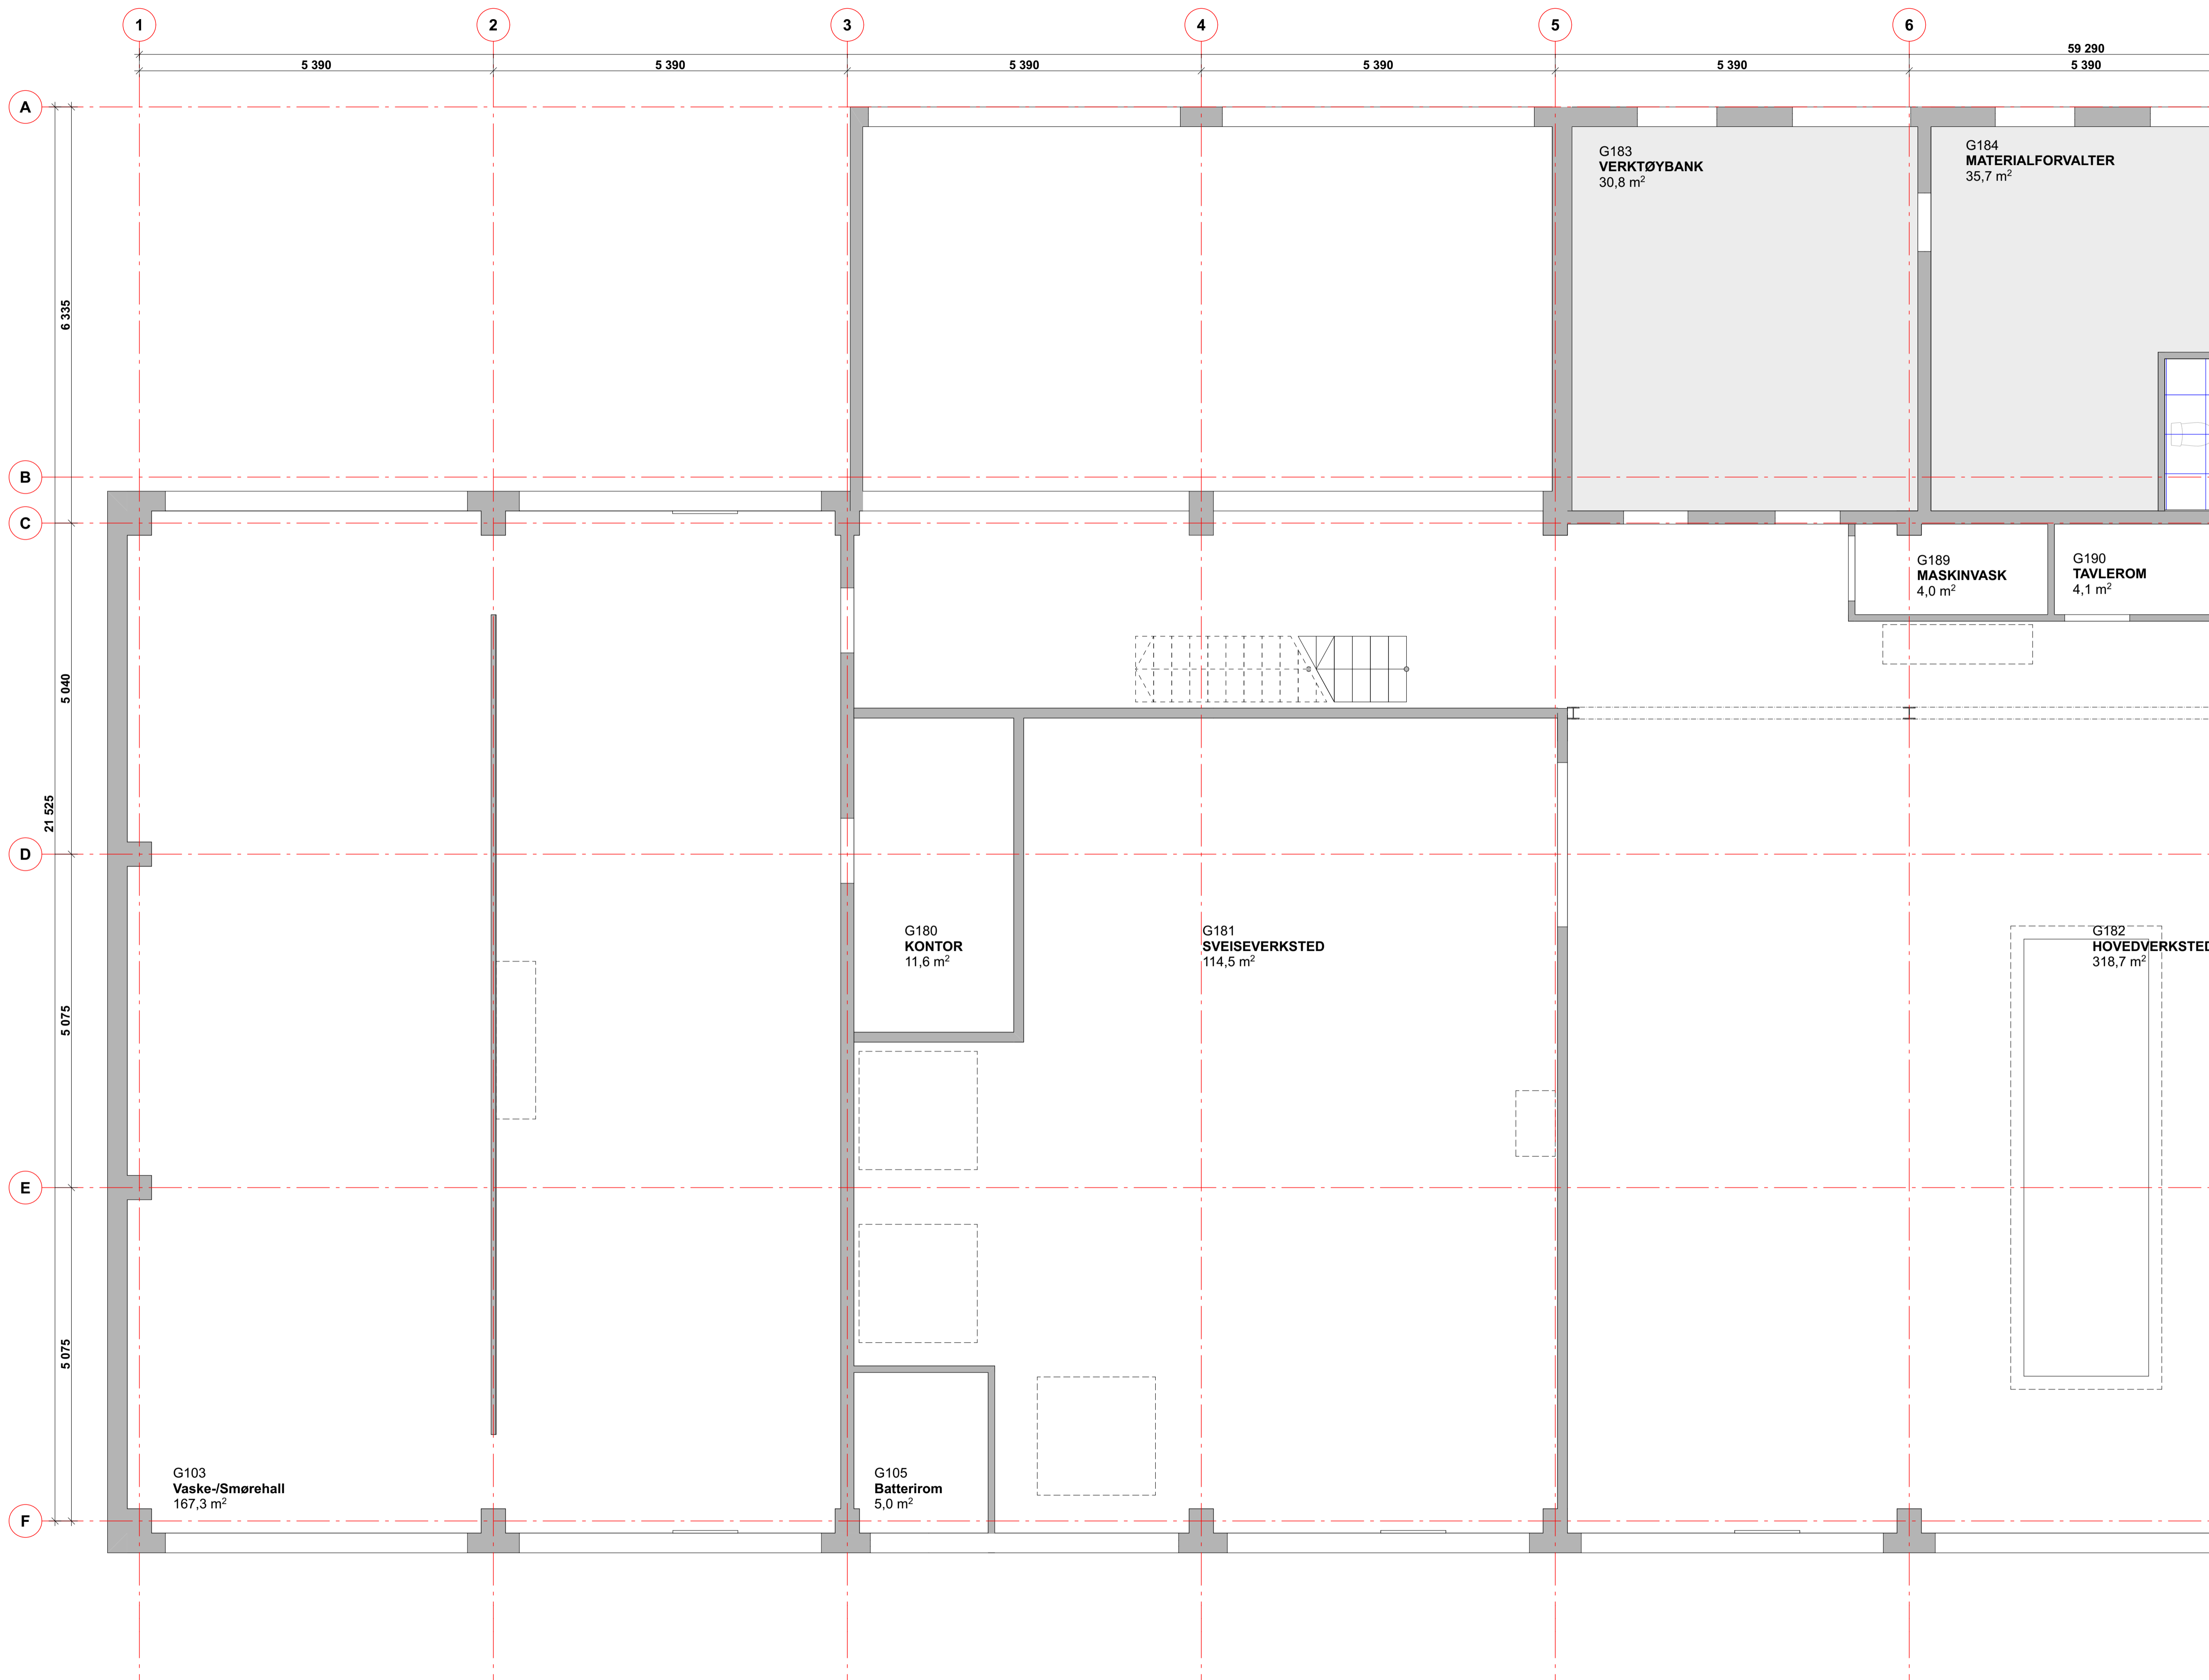 1
2
3
4
5
6
59 290
5 390
5 390
5 390
5 390
5 390
5 390
A
B
C
D
E
F
6 335
5 040
21 525
5 075
5 075
G183
VERKTØYBANK
30,8 m²
G184
MATERIALFORVALTER
35,7 m²
G189
MASKINVASK
4,0 m²
G190
TAVLEROM
4,1 m²
G180
KONTOR
11,6 m²
G181
SVEISEVERKSTED
114,5 m²
G182
HOVEDVERKSTED
318,7 m²
G103
Vaske-/Smørehall
167,3 m²
G105
Batterirom
5,0 m²